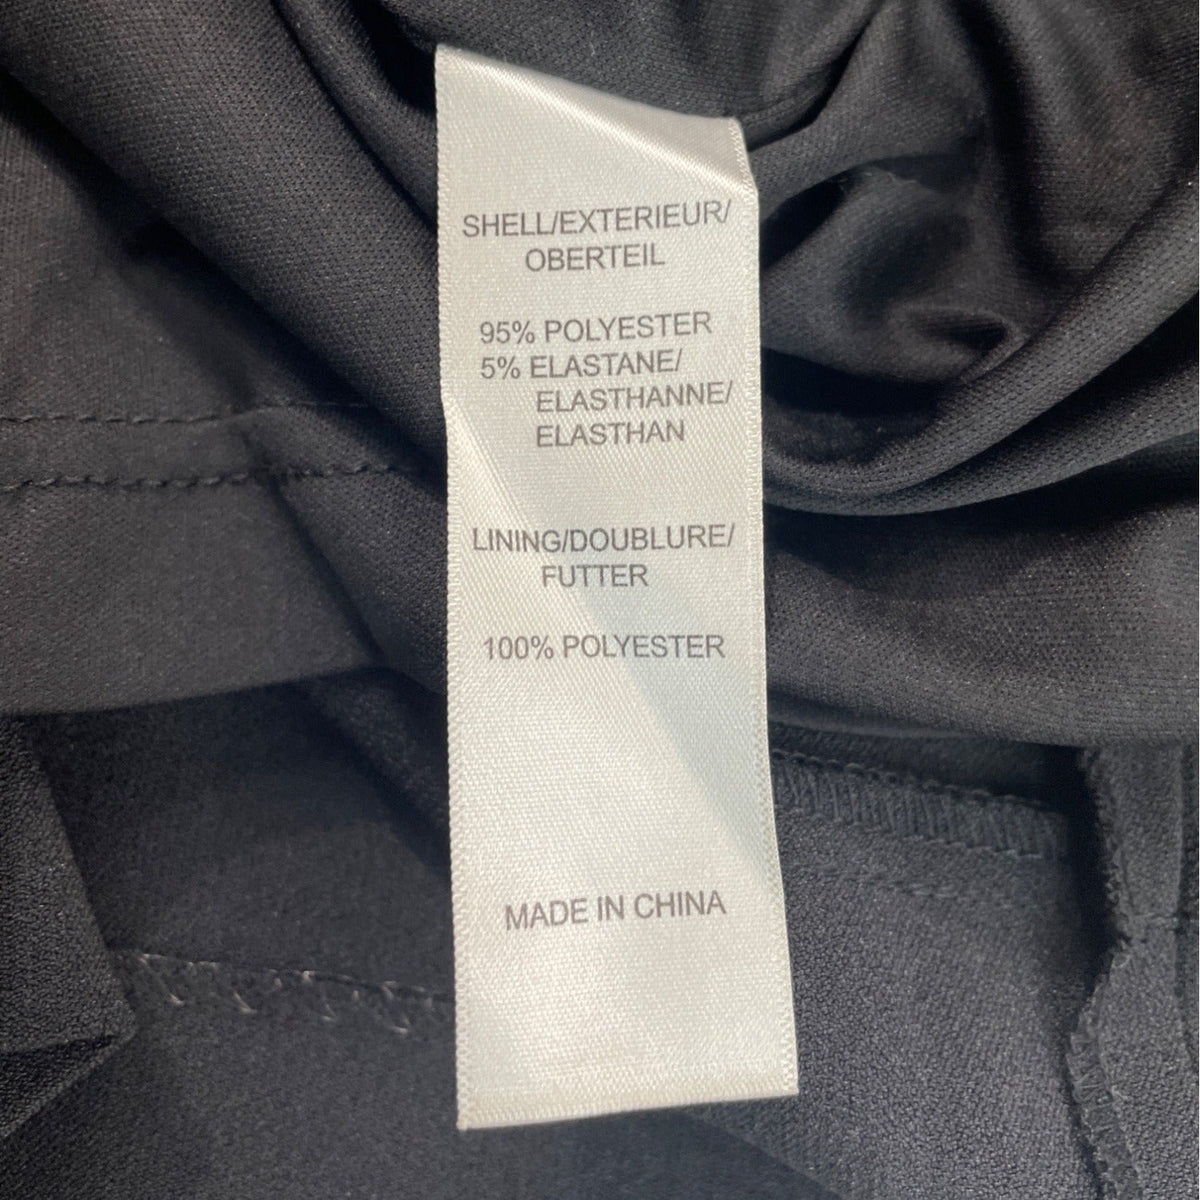 SHELL/EXTERIEUR/
OBERTEIL
95% POLYESTER
5% ELASTANE/
ELASTHANNE/
ELASTHAN
LINING/DOUBLURE/
FUTTER
100% POLYESTER
MADE IN CHINA